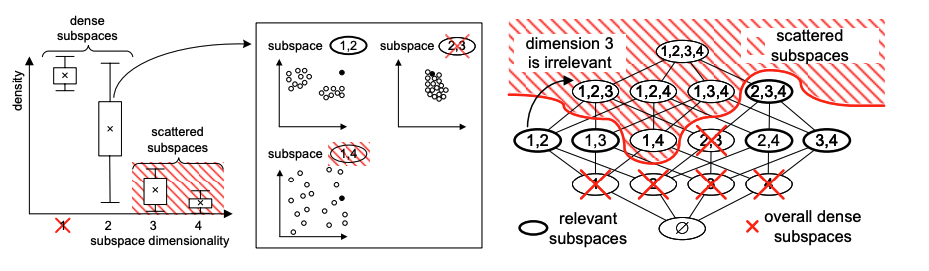 dense
subspaces
density
scattered
subspaces
1
2
3
4
subspace dimensionality
subspace 1,2
subspace 2,3
subspace 1,4
dimension 3
is irrelevant
scattered
subspaces
1,2,3,4
1,2,3
1,2,4
1,3,4
2,3,4
1,2
1,3
1,4
2,3
2,4
3,4
1
2
3
4
∅
relevant
subspaces
overall dense
subspaces